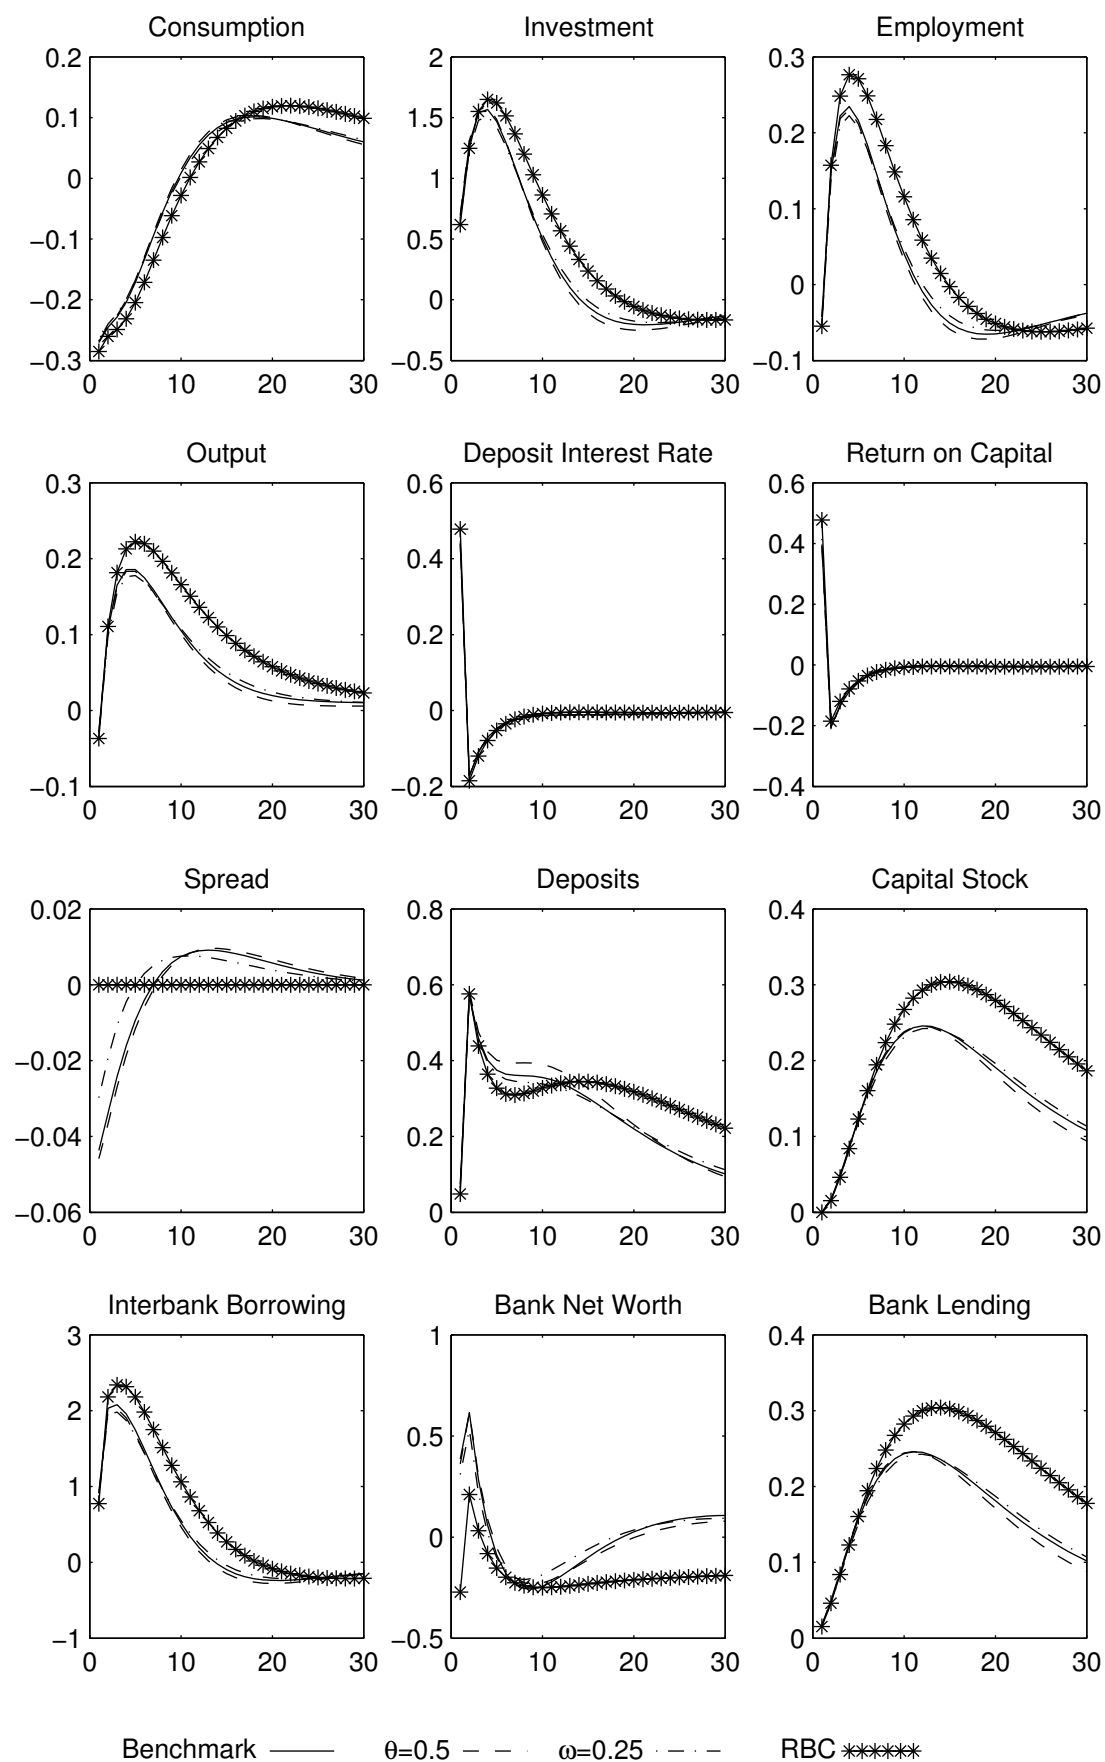 Consumption Investment Employment
0.2 2 0.3
0.1 1.5 0.2
0 1 0.1
−0.1 0.5 0
−0.2 0 −0.1
−0.3 −0.5
0 10 20 30 0 10 20 30 0 10 20 30
Output Deposit Interest Rate Return on Capital
0.3 0.6 0.6
0.2 0.4 0.4
0.1 0.2 0.2
0 0 0
−0.1 −0.2 −0.2
−0.4
0 10 20 30 0 10 20 30 0 10 20 30
Spread Deposits Capital Stock
0.02 0.8 0.4
0 0.6 0.3
−0.02 0.4 0.2
−0.04 0.2 0.1
−0.06 0 0
0 10 20 30 0 10 20 30 0 10 20 30
Interbank Borrowing Bank Net Worth Bank Lending
3 1 0.4
2 0.5 0.3
1 0 0.2
0 −0.5 0.1
−1 0
0 10 20 30 0 10 20 30 0 10 20 30
Benchmark θ=0.5 ω=0.25 RBC